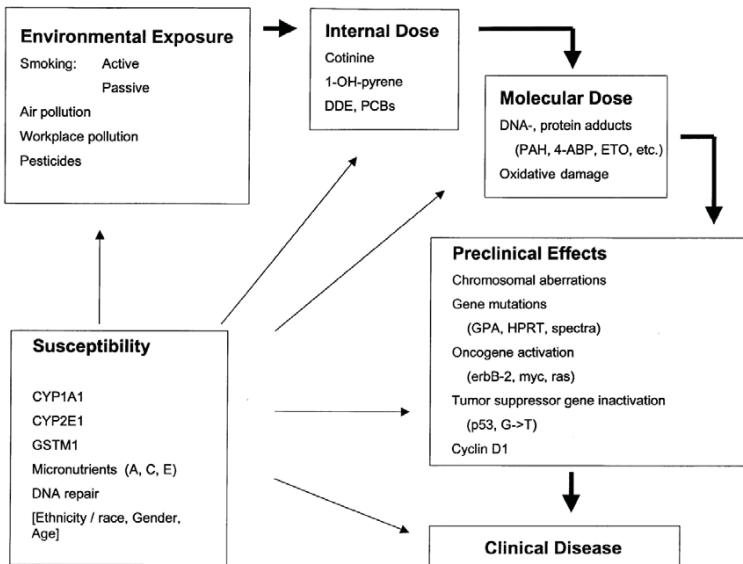 Environmental Exposure
Smoking: Active
Passive
Air pollution
Workplace pollution
Pesticides
Internal Dose
Cotinine
1-OH-pyrene
DDE, PCBs
Molecular Dose
DNA-, protein adducts
(PAH, 4-ABP, ETO, etc.)
Oxidative damage
Preclinical Effects
Chromosomal aberrations
Gene mutations
(GPA, HPRT, spectra)
Oncogene activation
(erbB-2, myc, ras)
Tumor suppressor gene inactivation
(p53, G->T)
Cyclin D1
Susceptibility
CYP1A1
CYP2E1
GSTM1
Micronutrients (A, C, E)
DNA repair
[Ethnicity / race, Gender,
Age]
Clinical Disease